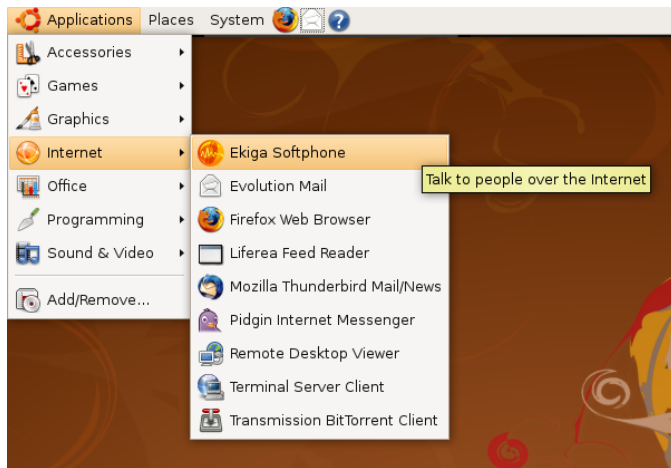 Applications Places System
Accessories
Games
Graphics
Internet
Office
Programming
Sound & Video
Add/Remove...
Ekiga Softphone
Evolution Mail
Firefox Web Browser
Liferea Feed Reader
Mozilla Thunderbird Mail/News
Pidgin Internet Messenger
Remote Desktop Viewer
Terminal Server Client
Transmission BitTorrent Client
Talk to people over the Internet